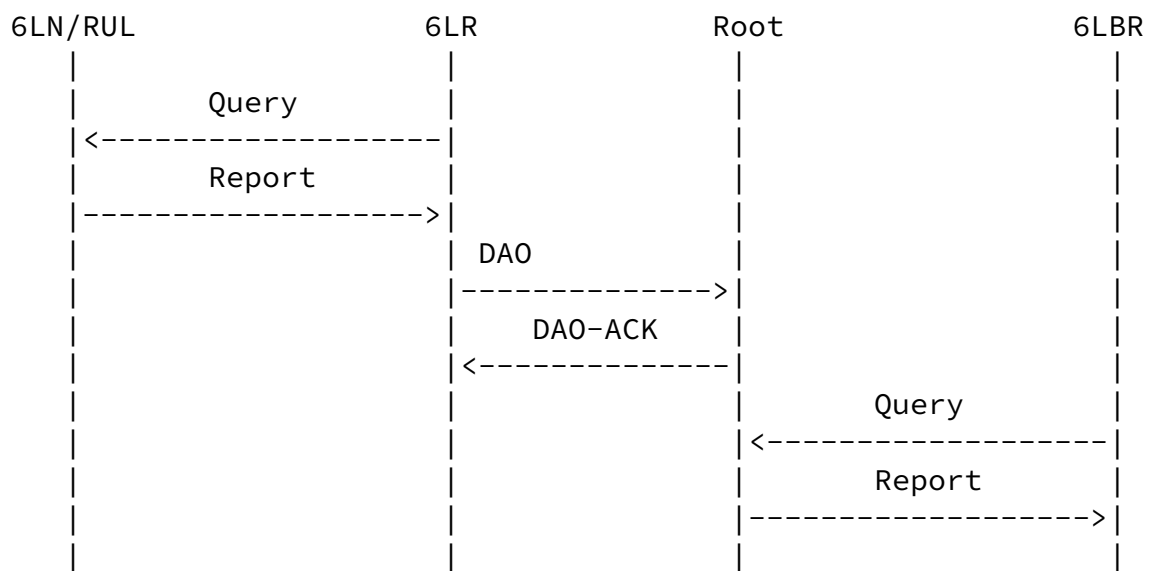 6LN/RUL 6LR Root 6LBR
Query
Report
DAO
DAO-ACK
Query
Report